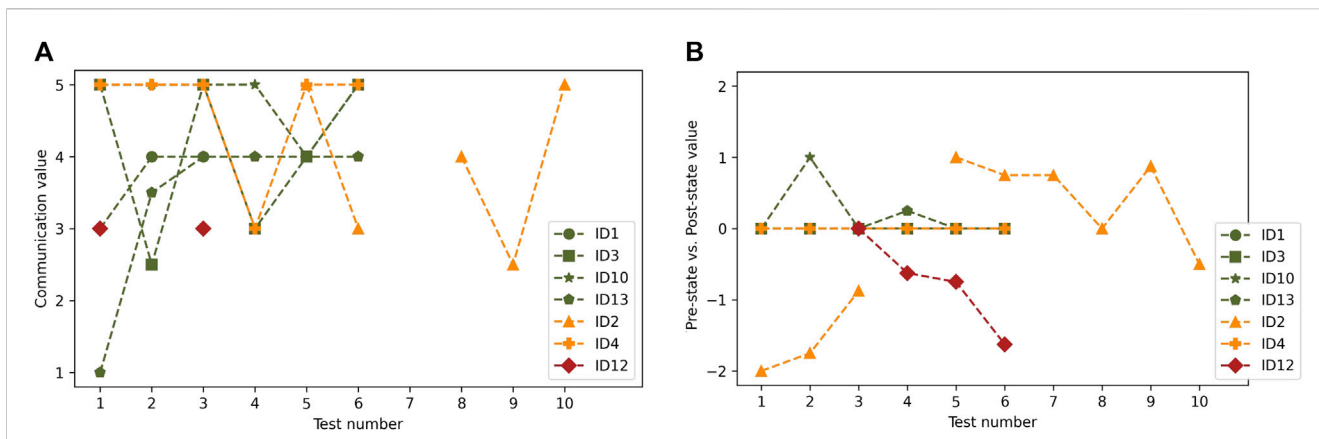 A
Communication value
5
4
3
2
1
1 2 3 4 5 6 7 8 9 10
Test number
ID1
ID3
ID10
ID13
ID2
ID4
ID12
B
Pre-state vs. Post-state value
2
1
0
−1
−2
1 2 3 4 5 6 7 8 9 10
Test number
ID1
ID3
ID10
ID13
ID2
ID4
ID12